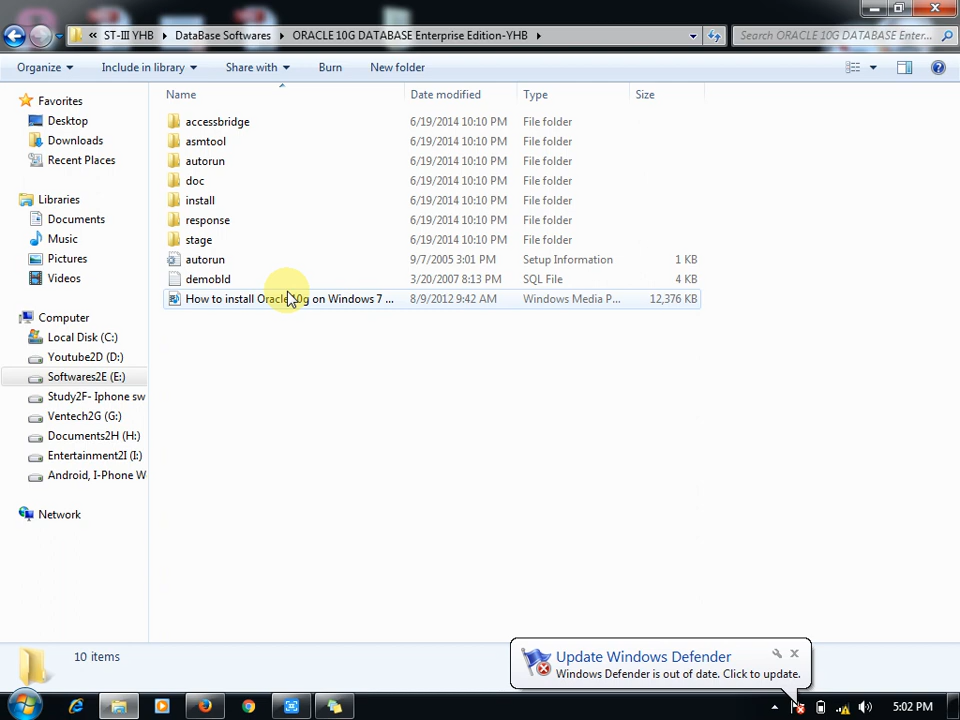 « ST-III YHB DataBase Softwares ORACLE 10G DATABASE Enterprise Edition-YHB Search ORACLE 10G DATABASE Enter...
Organize Include in library Share with Burn New folder
Name Date modified Type Size
Favorites
Desktop
Downloads
Recent Places
Libraries
Documents
Music
Pictures
Videos
Computer
Local Disk (C:)
Youtube2D (D:)
Softwares2E (E:)
Study2F- Iphone sw
Ventech2G (G:)
Documents2H (H:)
Entertainment2I (I:)
Android, I-Phone W
Network
accessbridge 6/19/2014 10:10 PM File folder
asmtool 6/19/2014 10:10 PM File folder
autorun 6/19/2014 10:10 PM File folder
doc 6/19/2014 10:10 PM File folder
install 6/19/2014 10:10 PM File folder
response 6/19/2014 10:10 PM File folder
stage 6/19/2014 10:10 PM File folder
autorun 9/7/2005 3:01 PM Setup Information 1 KB
demobld 3/20/2007 8:13 PM SQL File 4 KB
How to install Oracle 10g on Windows 7 ... 8/9/2012 9:42 AM Windows Media P... 12,376 KB
10 items
Update Windows Defender
Windows Defender is out of date. Click to update.
5:02 PM